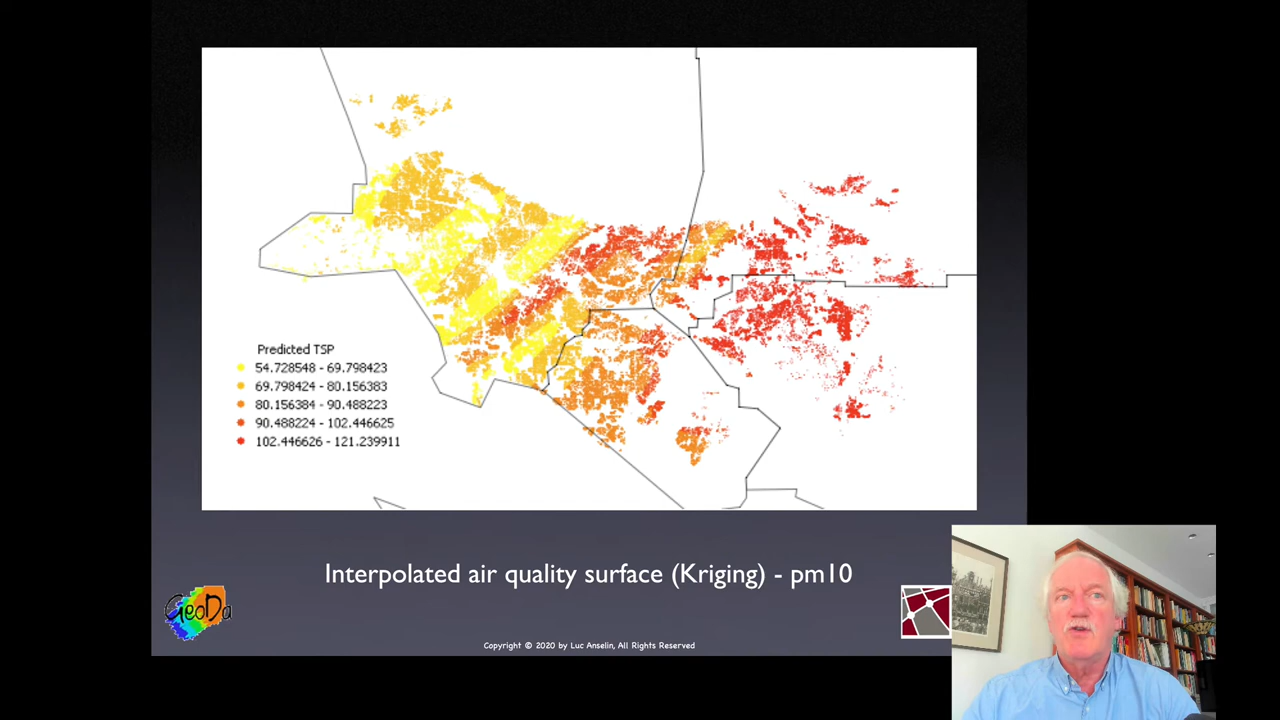 Predicted TSP
54.728548 - 69.798423
69.798424 - 80.156383
80.156384 - 90.488223
90.488224 - 102.446625
102.446626 - 121.239911
Interpolated air quality surface (Kriging) - pm10
GeoDa
Copyright © 2020 by Luc Anselin, All Rights Reserved